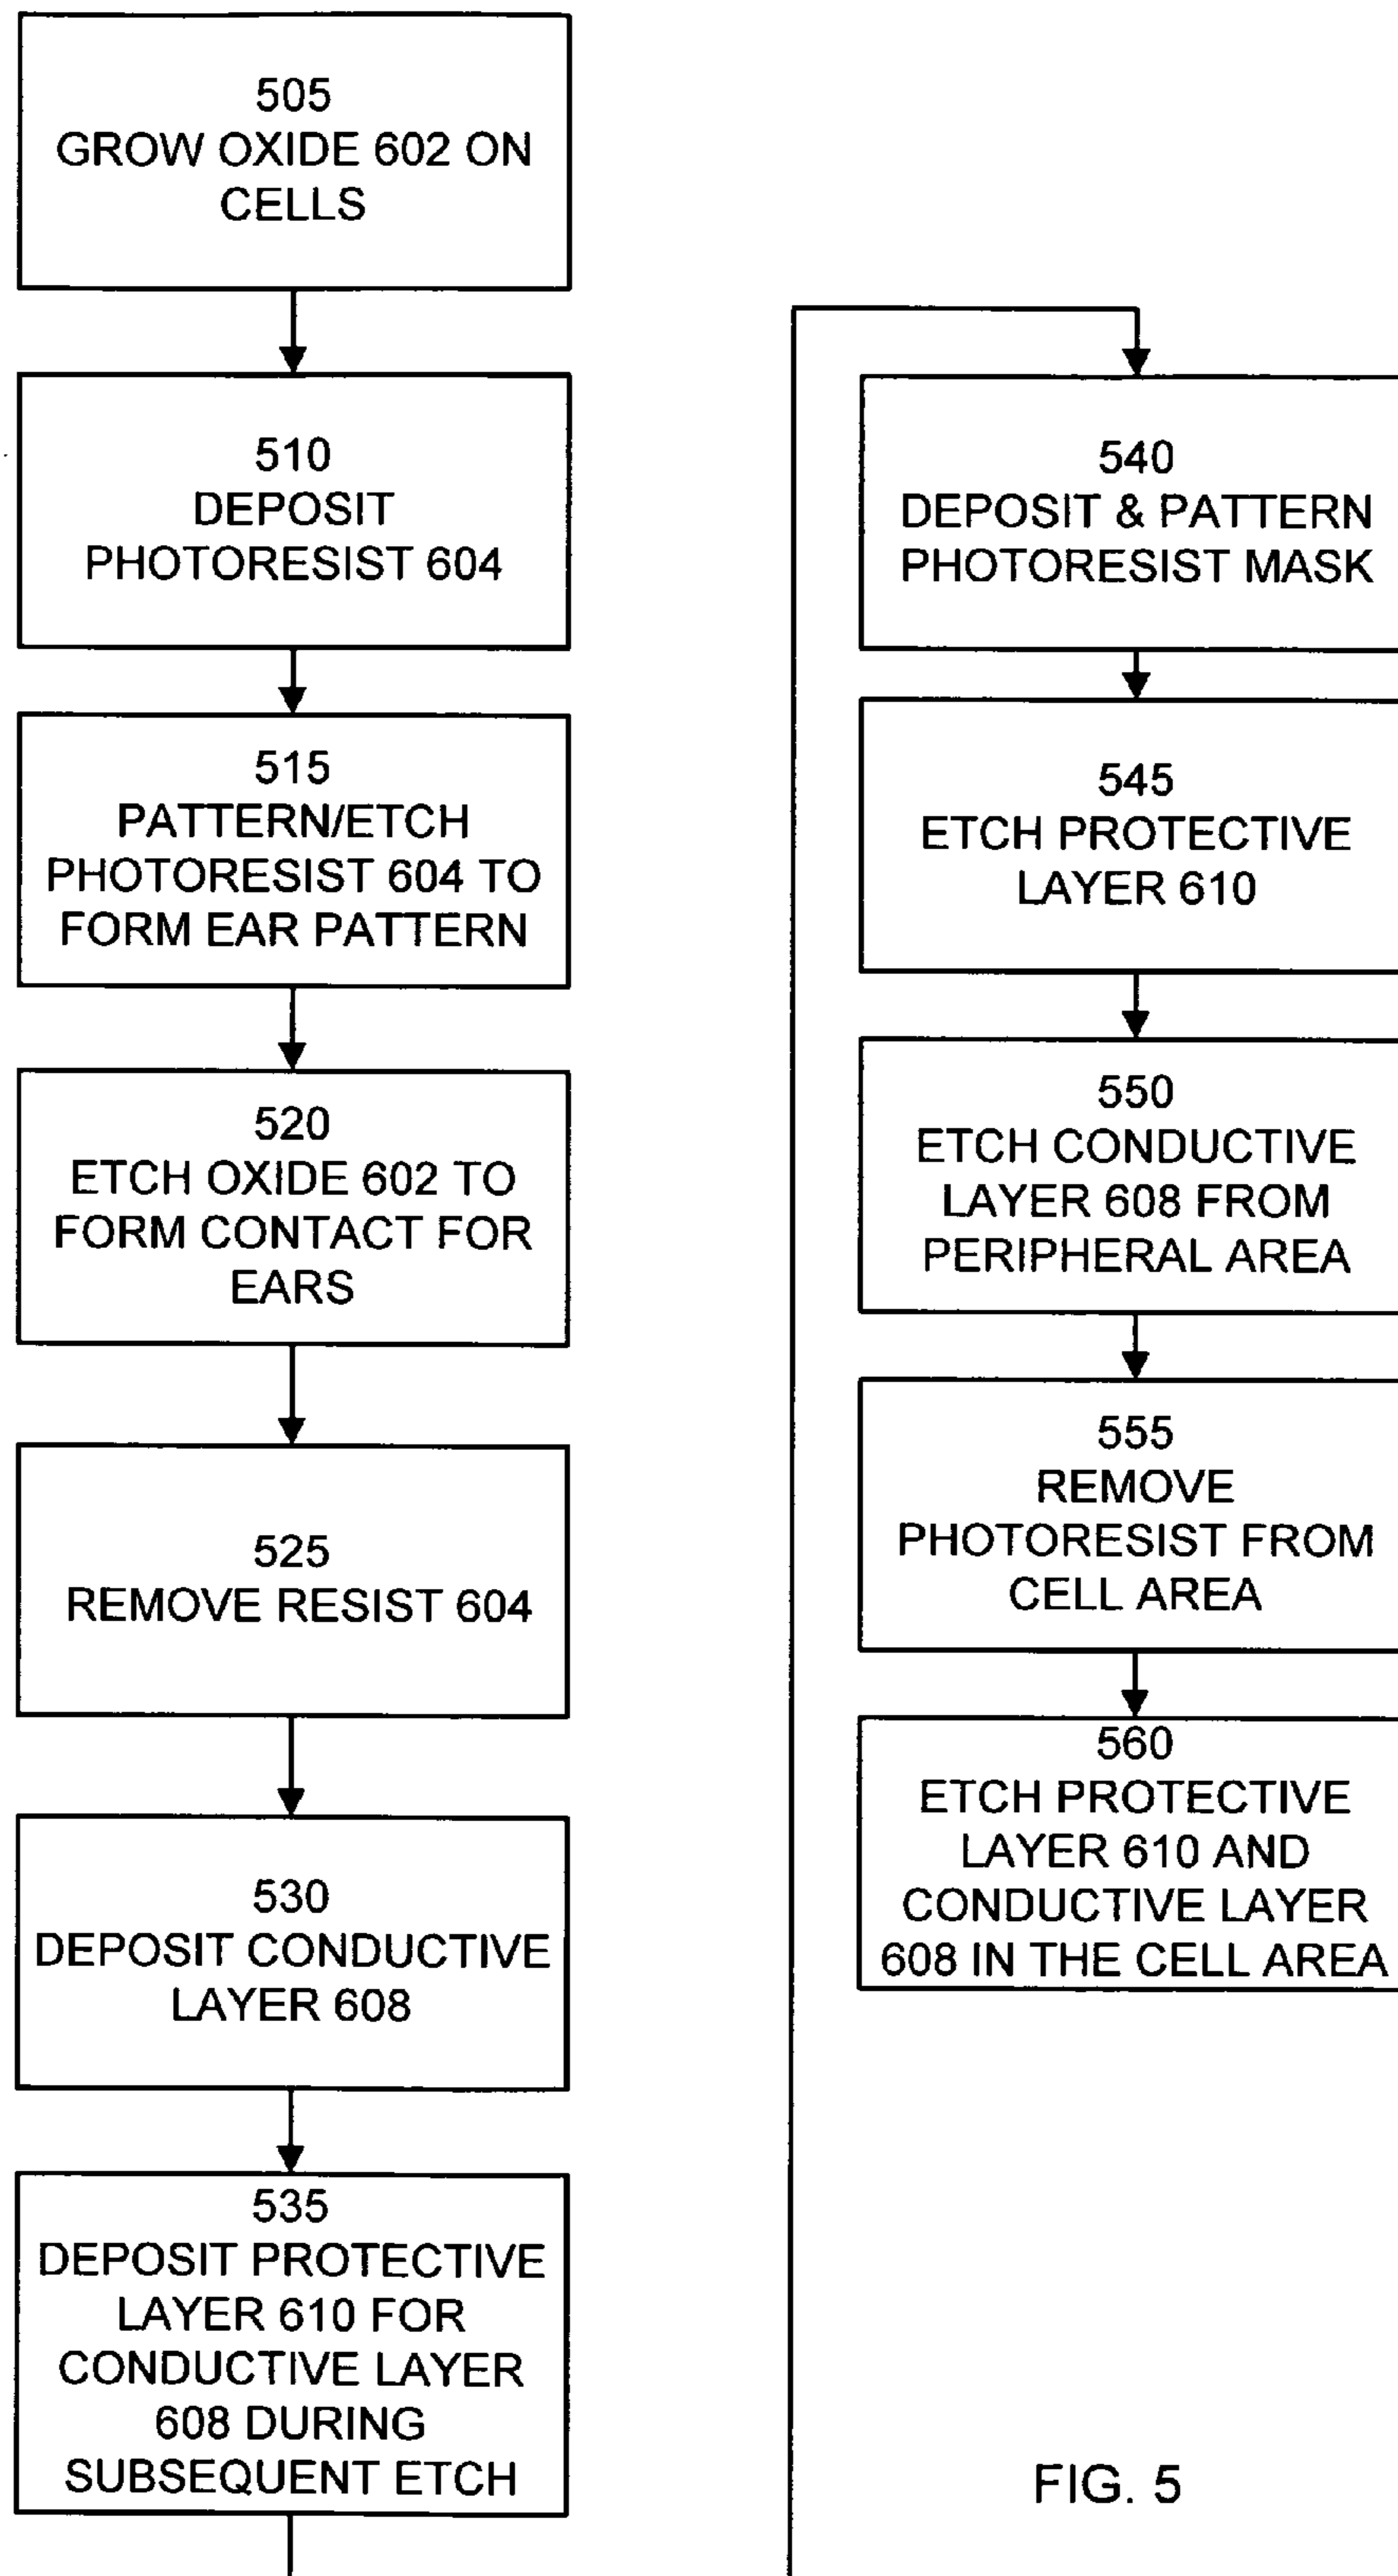 505
GROW OXIDE 602 ON
CELLS
510
DEPOSIT
PHOTORESIST 604
515
PATTERN/ETCH
PHOTORESIST 604 TO
FORM EAR PATTERN
520
ETCH OXIDE 602 TO
FORM CONTACT FOR
EARS
525
REMOVE RESIST 604
530
DEPOSIT CONDUCTIVE
LAYER 608
535
DEPOSIT PROTECTIVE
LAYER 610 FOR
CONDUCTIVE LAYER
608 DURING
SUBSEQUENT ETCH
540
DEPOSIT & PATTERN
PHOTORESIST MASK
545
ETCH PROTECTIVE
LAYER 610
550
ETCH CONDUCTIVE
LAYER 608 FROM
PERIPHERAL AREA
555
REMOVE
PHOTORESIST FROM
CELL AREA
560
ETCH PROTECTIVE
LAYER 610 AND
CONDUCTIVE LAYER
608 IN THE CELL AREA
FIG. 5